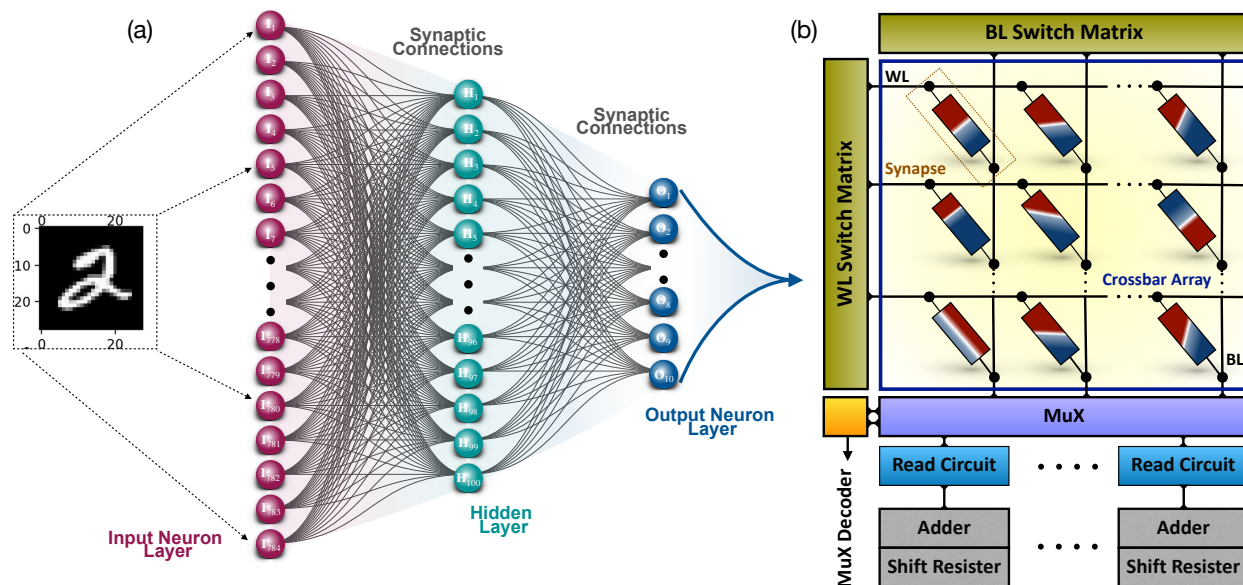 (a)
I1
I2
I3
I4
I5
I6
I7
I778
I779
I780
I781
I782
I783
I784
Input Neuron
Layer
0 20
0
10
20
0 20
Synaptic
Connections
H1
H2
H3
H4
H5
H96
H97
H98
H99
H100
Hidden
Layer
Synaptic
Connections
O1
O2
O8
O9
O10
Output Neuron
Layer
(b)
BL Switch Matrix
WL Switch Matrix
WL
Synapse
Crossbar Array
BL
MuX
MuX Decoder
Read Circuit
Read Circuit
Adder
Adder
Shift Resister
Shift Resister